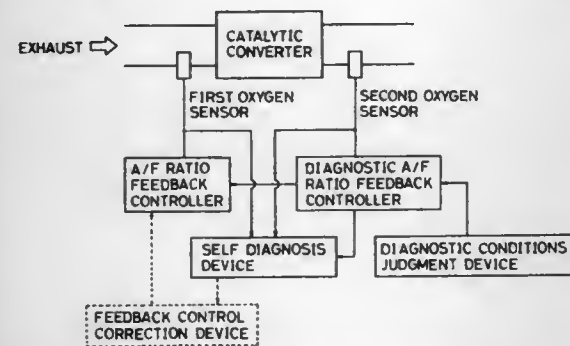 CATALYTIC
CONVERTER
EXHAUST
FIRST OXYGEN
SENSOR
SECOND OXYGEN
SENSOR
A/F RATIO
FEEDBACK
CONTROLLER
DIAGNOSTIC A/F
RATIO FEEDBACK
CONTROLLER
SELF DIAGNOSIS
DEVICE
DIAGNOSTIC CONDITIONS
JUDGMENT DEVICE
FEEDBACK CONTROL
CORRECTION DEVICE